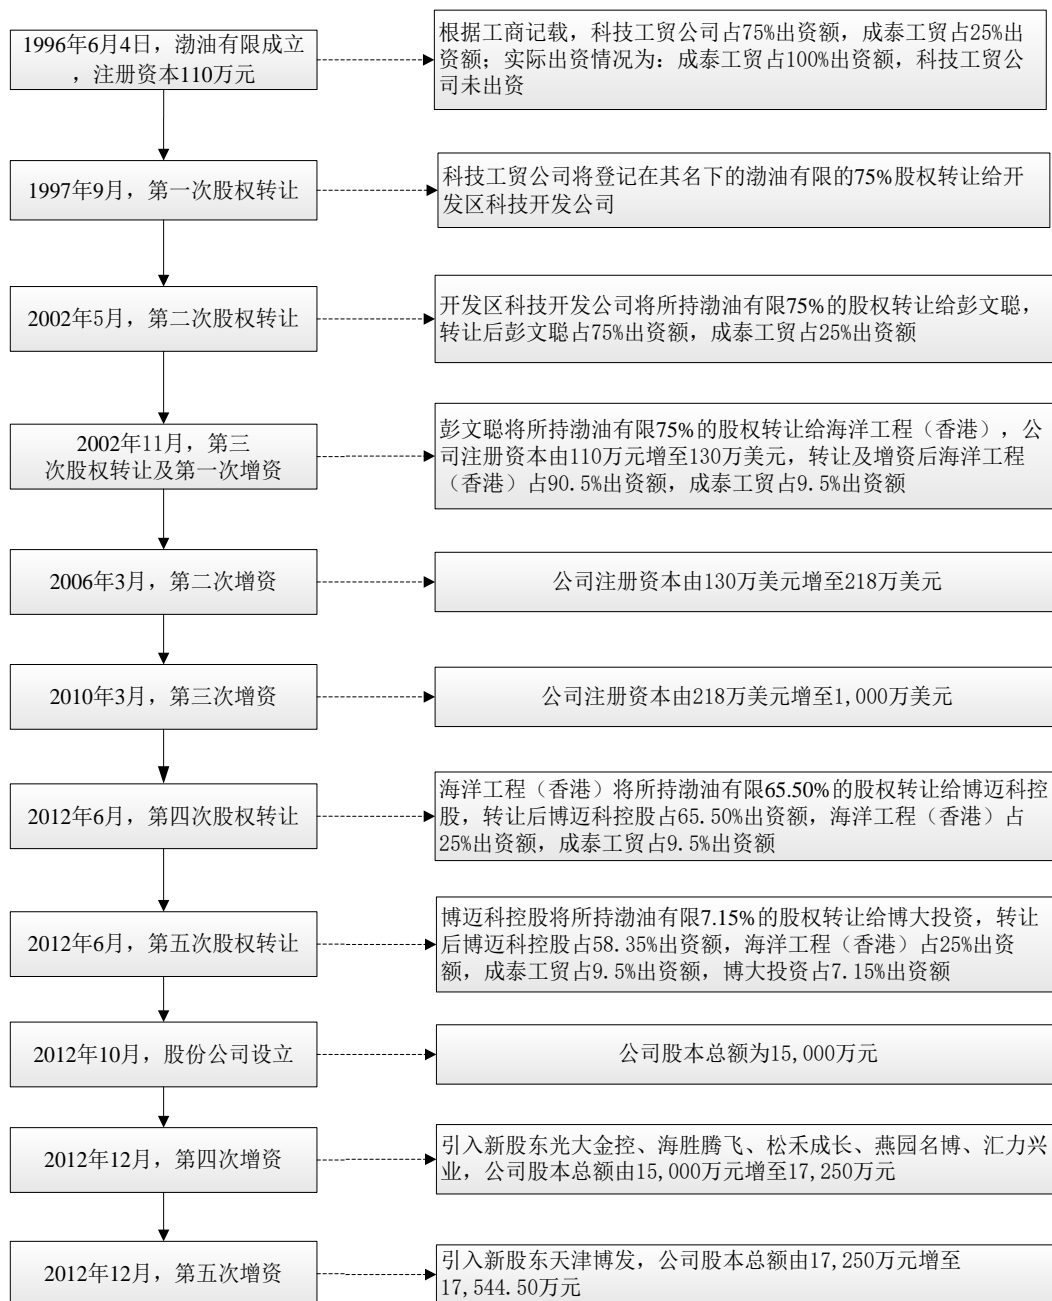 1996年6月4日，渤油有限成立
，注册资本110万元
根据工商记载，科技工贸公司占75%出资额，成泰工贸占25%出
资额；实际出资情况为：成泰工贸占100%出资额，科技工贸公
司未出资
1997年9月，第一次股权转让
科技工贸公司将登记在其名下的渤油有限的75%股权转让给开
发区科技开发公司
2002年5月，第二次股权转让
开发区科技开发公司将所持渤油有限75%的股权转让给彭文聪，
转让后彭文聪占75%出资额，成泰工贸占25%出资额
2002年11月，第三
次股权转让及第一次增资
彭文聪将所持渤油有限75%的股权转让给海洋工程（香港），公
司注册资本由110万元增至130万美元，转让及增资后海洋工程
（香港）占90.5%出资额，成泰工贸占9.5%出资额
2006年3月，第二次增资
公司注册资本由130万美元增至218万美元
2010年3月，第三次增资
公司注册资本由218万美元增至1,000万美元
2012年6月，第四次股权转让
海洋工程（香港）将所持渤油有限65.50%的股权转让给博迈科控
股，转让后博迈科控股占65.50%出资额，海洋工程（香港）占
25%出资额，成泰工贸占9.5%出资额
2012年6月，第五次股权转让
博迈科控股将所持渤油有限7.15%的股权转让给博大投资，转让
后博迈科控股占58.35%出资额，海洋工程（香港）占25%出资
额，成泰工贸占9.5%出资额，博大投资占7.15%出资额
2012年10月，股份公司设立
公司股本总额为15,000万元
2012年12月，第四次增资
引入新股东光大金控、海胜腾飞、松禾成长、燕园名博、汇力兴
业，公司股本总额由15,000万元增至17,250万元
2012年12月，第五次增资
引入新股东天津博发，公司股本总额由17,250万元增至
17,544.50万元